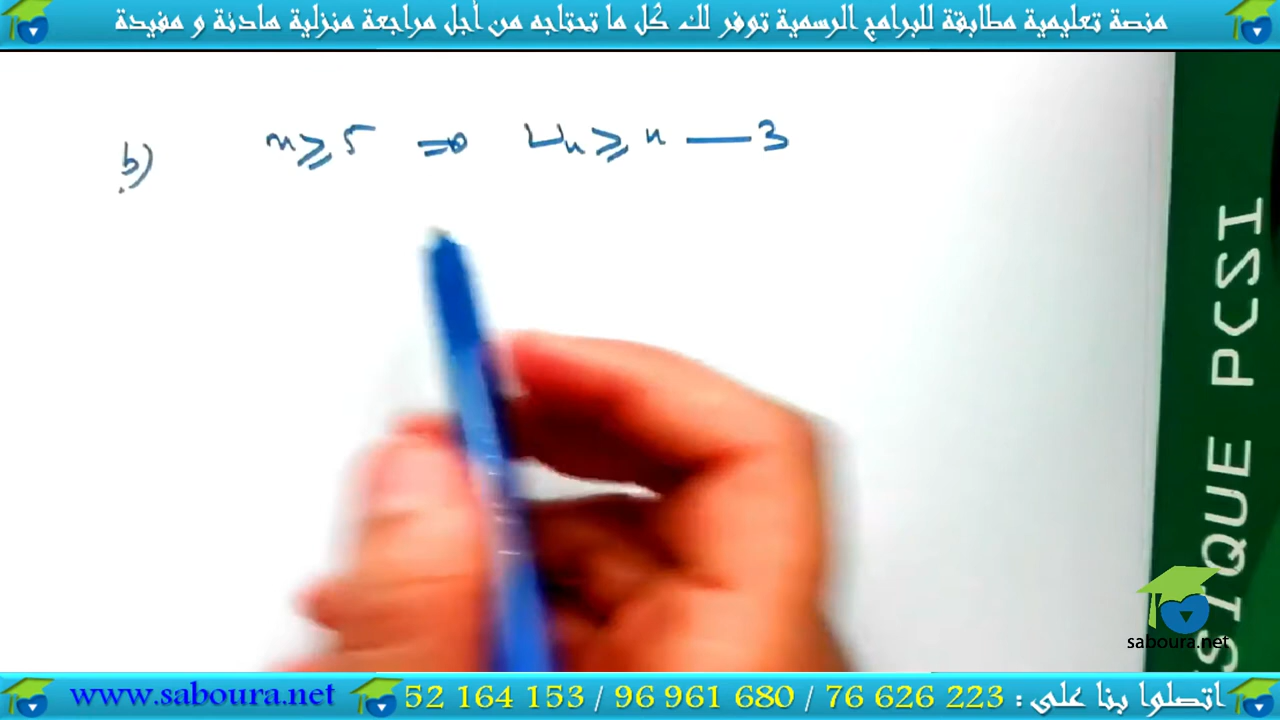 منصة تعليمية مطابقة للبرامج الرسمية توفر لك كل ما تحتاجه من أجل مراجعة منزلية هادئة و مفيدة
b) n ⩾ 5 ⇒ Un ⩾ n — 3
SIQUE PCSI
saboura.net
www.saboura.net 52 164 153 / 96 961 680 / 76 626 223 : اتصلوا بنا على